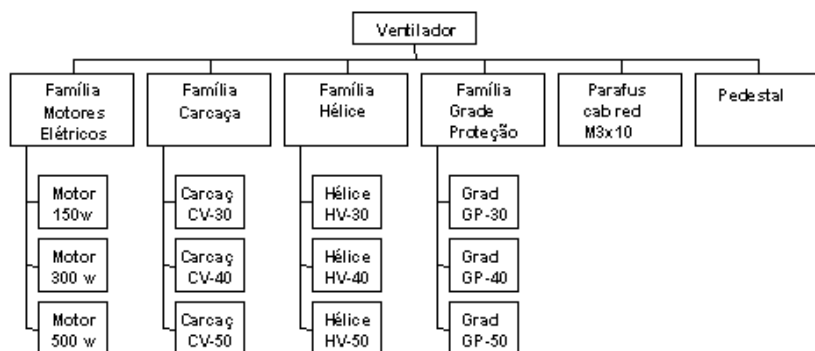 Ventilador
Família
Motores
Elétricos
Família
Carcaça
Família
Hélice
Família
Grade
Proteção
Parafus
cab red
M3x10
Pedestal
Motor
150w
Carcaç
CV-30
Hélice
HV-30
Grad
GP-30
Motor
300 w
Carcaç
CV-40
Hélice
HV-40
Grad
GP-40
Motor
500 w
Carcaç
CV-50
Hélice
HV-50
Grad
GP-50